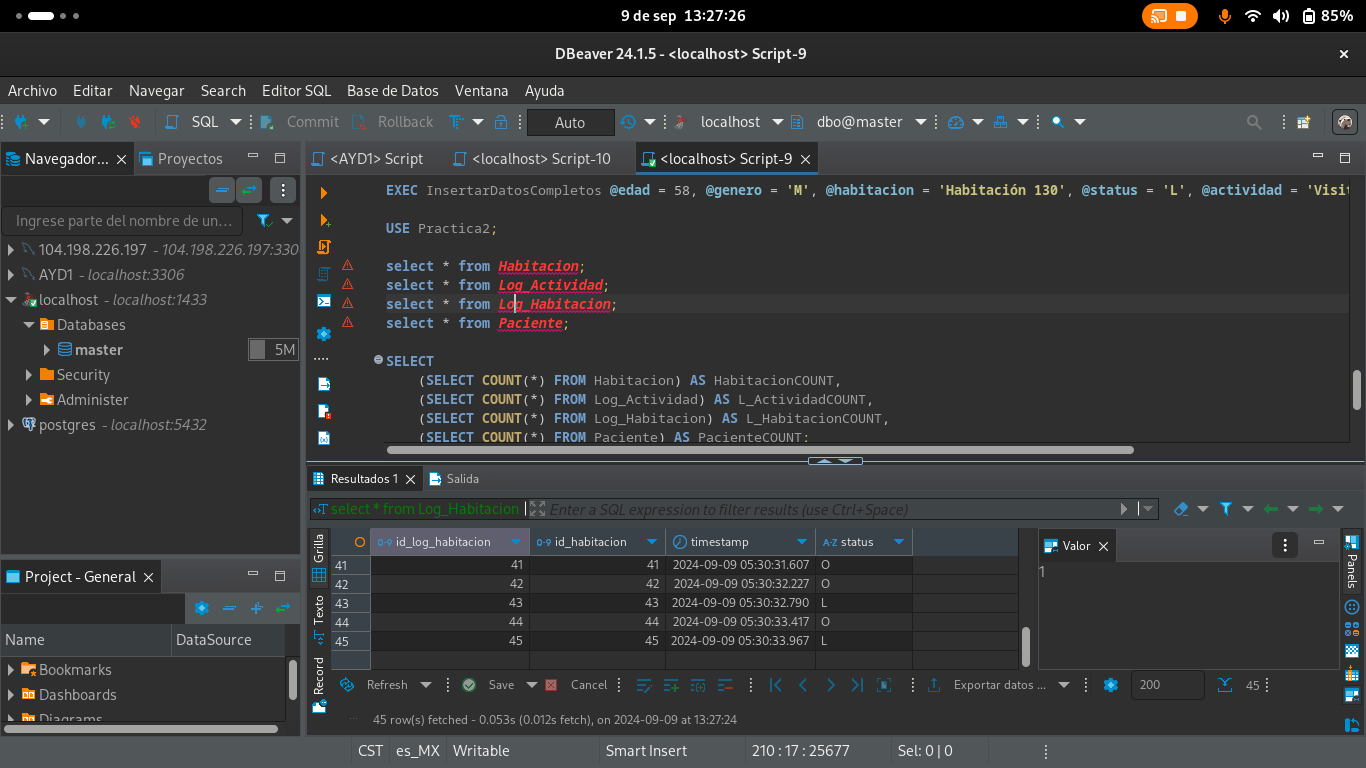 9 de sep 13:27:26
85%
DBeaver 24.1.5 - <localhost> Script-9
Archivo Editar Navegar Search Editor SQL Base de Datos Ventana Ayuda
SQL Commit Rollback Auto localhost dbo@master
Navegador... Proyectos
<AYD1> Script <localhost> Script-10 <localhost> Script-9
Ingrese parte del nombre de un...
104.198.226.197 - 104.198.226.197:330
AYD1 - localhost:3306
localhost - localhost:1433
Databases
master 5M
Security
Administer
postgres - localhost:5432
EXEC InsertarDatosCompletos @edad = 58, @genero = 'M', @habitacion = 'Habitación 130', @status = 'L', @actividad = 'Visit
USE Practica2;
select * from Habitacion;
select * from Log_Actividad;
select * from Log_Habitacion;
select * from Paciente;
SELECT
(SELECT COUNT(*) FROM Habitacion) AS HabitacionCOUNT,
(SELECT COUNT(*) FROM Log_Actividad) AS L_ActividadCOUNT,
(SELECT COUNT(*) FROM Log_Habitacion) AS L_HabitacionCOUNT,
(SELECT COUNT(*) FROM Paciente) AS PacienteCOUNT;
Resultados 1 Salida
select * from Log_Habitacion Enter a SQL expression to filter results (use Ctrl+Space)
Grilla
Texto
Record
id_log_habitacion id_habitacion timestamp status
41 41 41 2024-09-09 05:30:31.607 O
42 42 42 2024-09-09 05:30:32.227 O
43 43 43 2024-09-09 05:30:32.790 L
44 44 44 2024-09-09 05:30:33.417 O
45 45 45 2024-09-09 05:30:33.967 L
Valor
1
Panels
Refresh Save Cancel Exportar datos ... 200 45
45 row(s) fetched - 0.053s (0.012s fetch), on 2024-09-09 at 13:27:24
Project - General
Name DataSource
Bookmarks
Dashboards
Diagrams
CST es_MX Writable Smart Insert 210 : 17 : 25677 Sel: 0 | 0